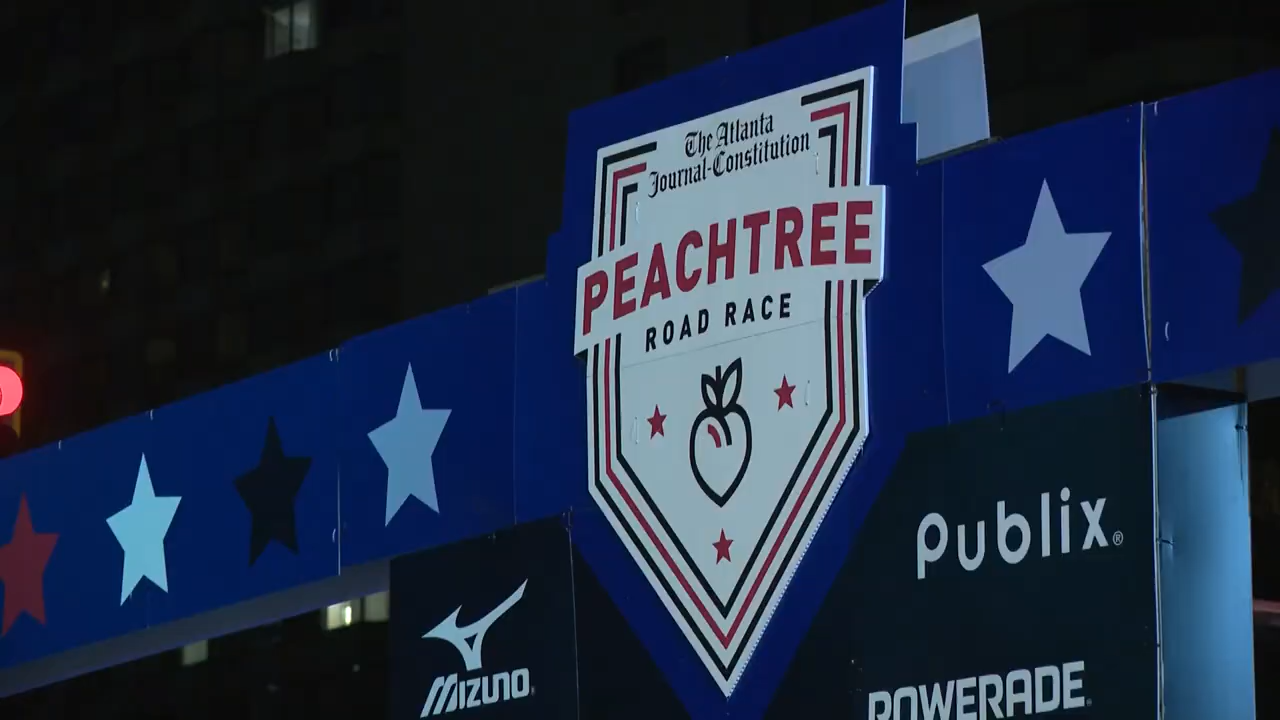 The Atlanta
Journal-Constitution
PEACHTREE
ROAD RACE
Publix®
MIZUNO
POWERADE